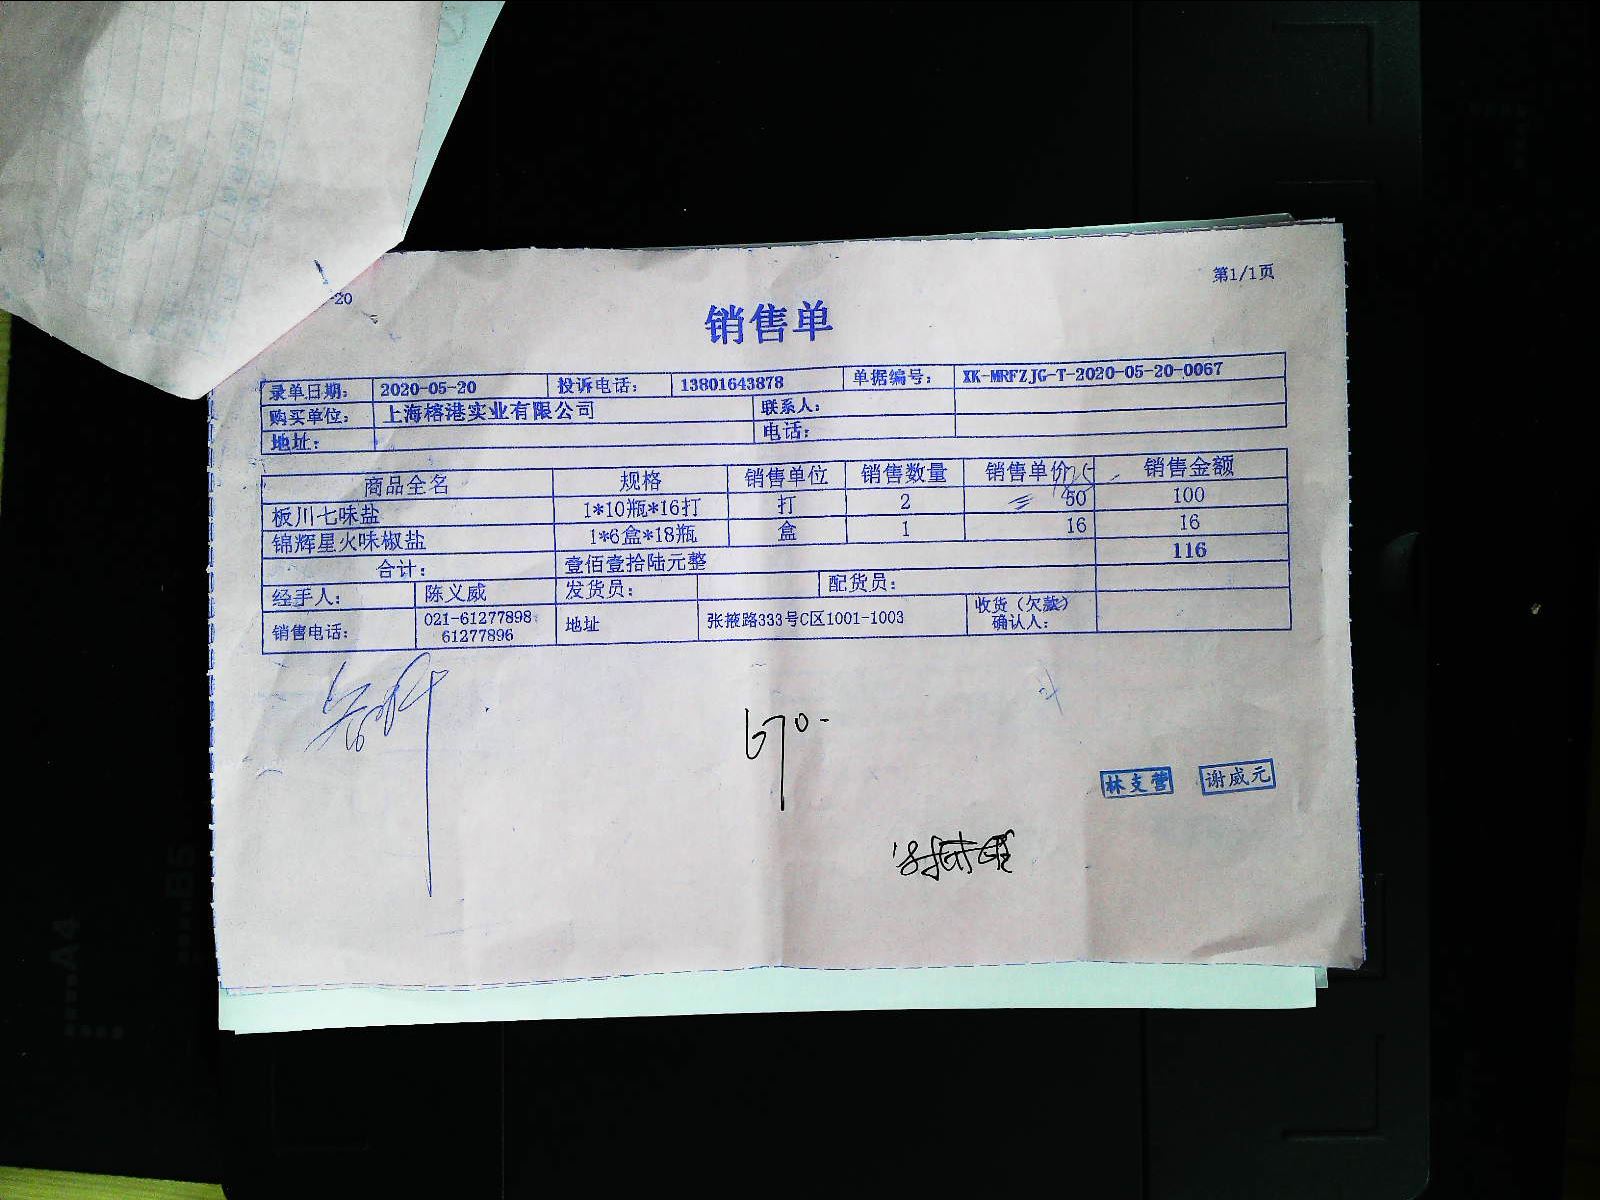 第1/1页
-20
销售单
录单日期: 2020-05-20 投诉电话: 13801643878 单据编号: XK-MRFZJG-T-2020-05-20-0067
购买单位: 上海榕港实业有限公司 联系人:
地址: 电话:
商品全名 规格 销售单位 销售数量 销售单价 销售金额
板川七味盐 1*10瓶*16打 打 2 50 100
锦辉星火味椒盐 1*6盒*18瓶 盒 1 16 16
合计: 壹佰壹拾陆元整 116
经手人: 陈义威 发货员: 配货员:
销售电话: 021-61277898 61277896 地址 张掖路333号C区1001-1003 收货(欠款)确认人:
670-
林支营 谢威元
A4
B5